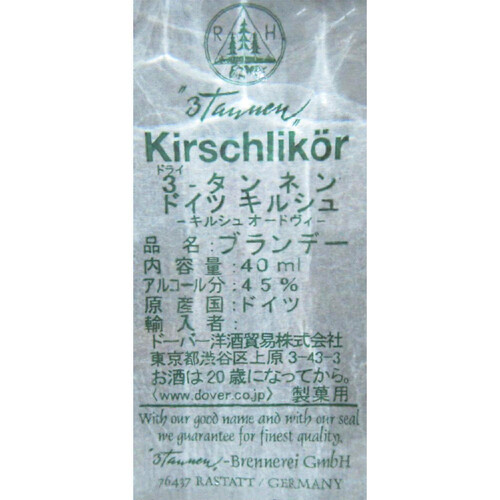 R H
"3 Tannen"
Kirschlikör
ドライ
3-タンネン
ドイツ キルシュ
-キルシュ オードヴィ-
品名:ブランデー
内容量:40ml
アルコール分:45%
原産国:ドイツ
輸入者:
ドーバー洋酒貿易株式会社
東京都渋谷区上原3-43-3
お酒は20歳になってから。
〈www.dover.co.jp〉製菓用
With our good name and with our seal
we guarantee for finest quality.
"3 Tannen"-Brennerei GmbH
76437 RASTATT / GERMANY